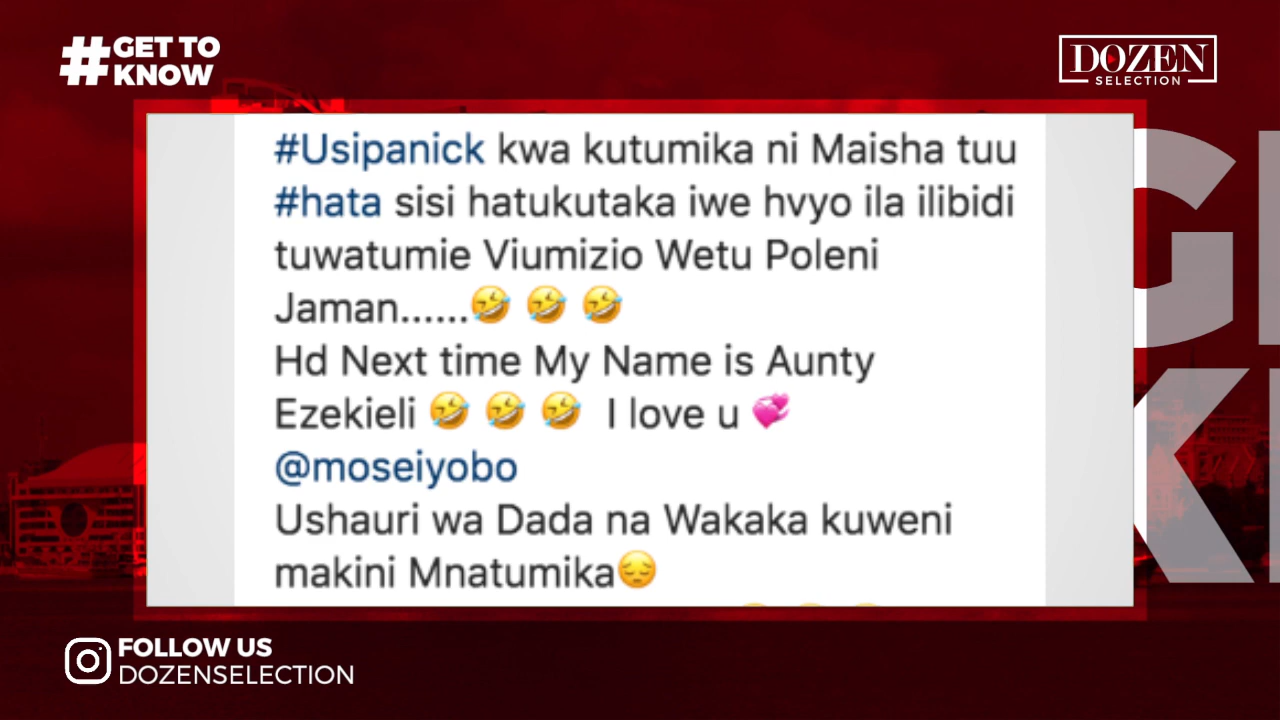 #GET TO
KNOW
DOZEN
SELECTION
#Usipanick kwa kutumika ni Maisha tuu
#hata sisi hatukutaka iwe hvyo ila ilibidi
tuwatumie Viumizio Wetu Poleni
Jaman......🤣 🤣 🤣
Hd Next time My Name is Aunty
Ezekieli 🤣 🤣 🤣 I love u 💞
@moseiyobo
Ushauri wa Dada na Wakaka kuweni
makini Mnatumika😔
FOLLOW US
DOZENSELECTION